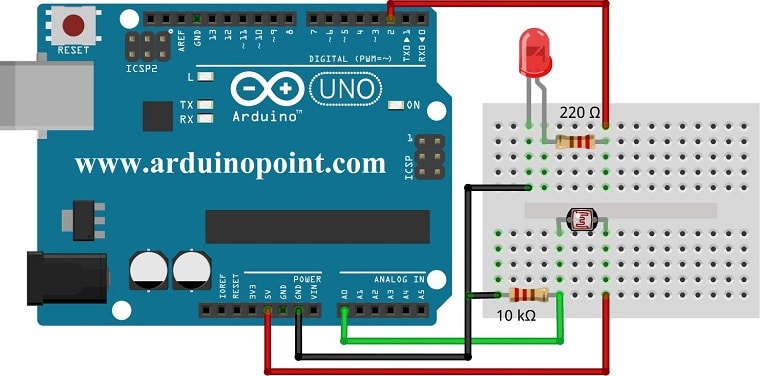 RESET
ICSP2
AREF
GND
13
12
~11
~10
~9
8
7
~6
~5
4
~3
2
TX0▶1
RX0◀0
DIGITAL (PWM=~)
L
TX
RX
Arduino™
UNO
ON
1
ICSP
www.arduinopoint.com
220 Ω
POWER
ANALOG IN
IOREF
RESET
3V3
5V
GND
GND
VIN
A0
A1
A2
A3
A4
A5
10 kΩ